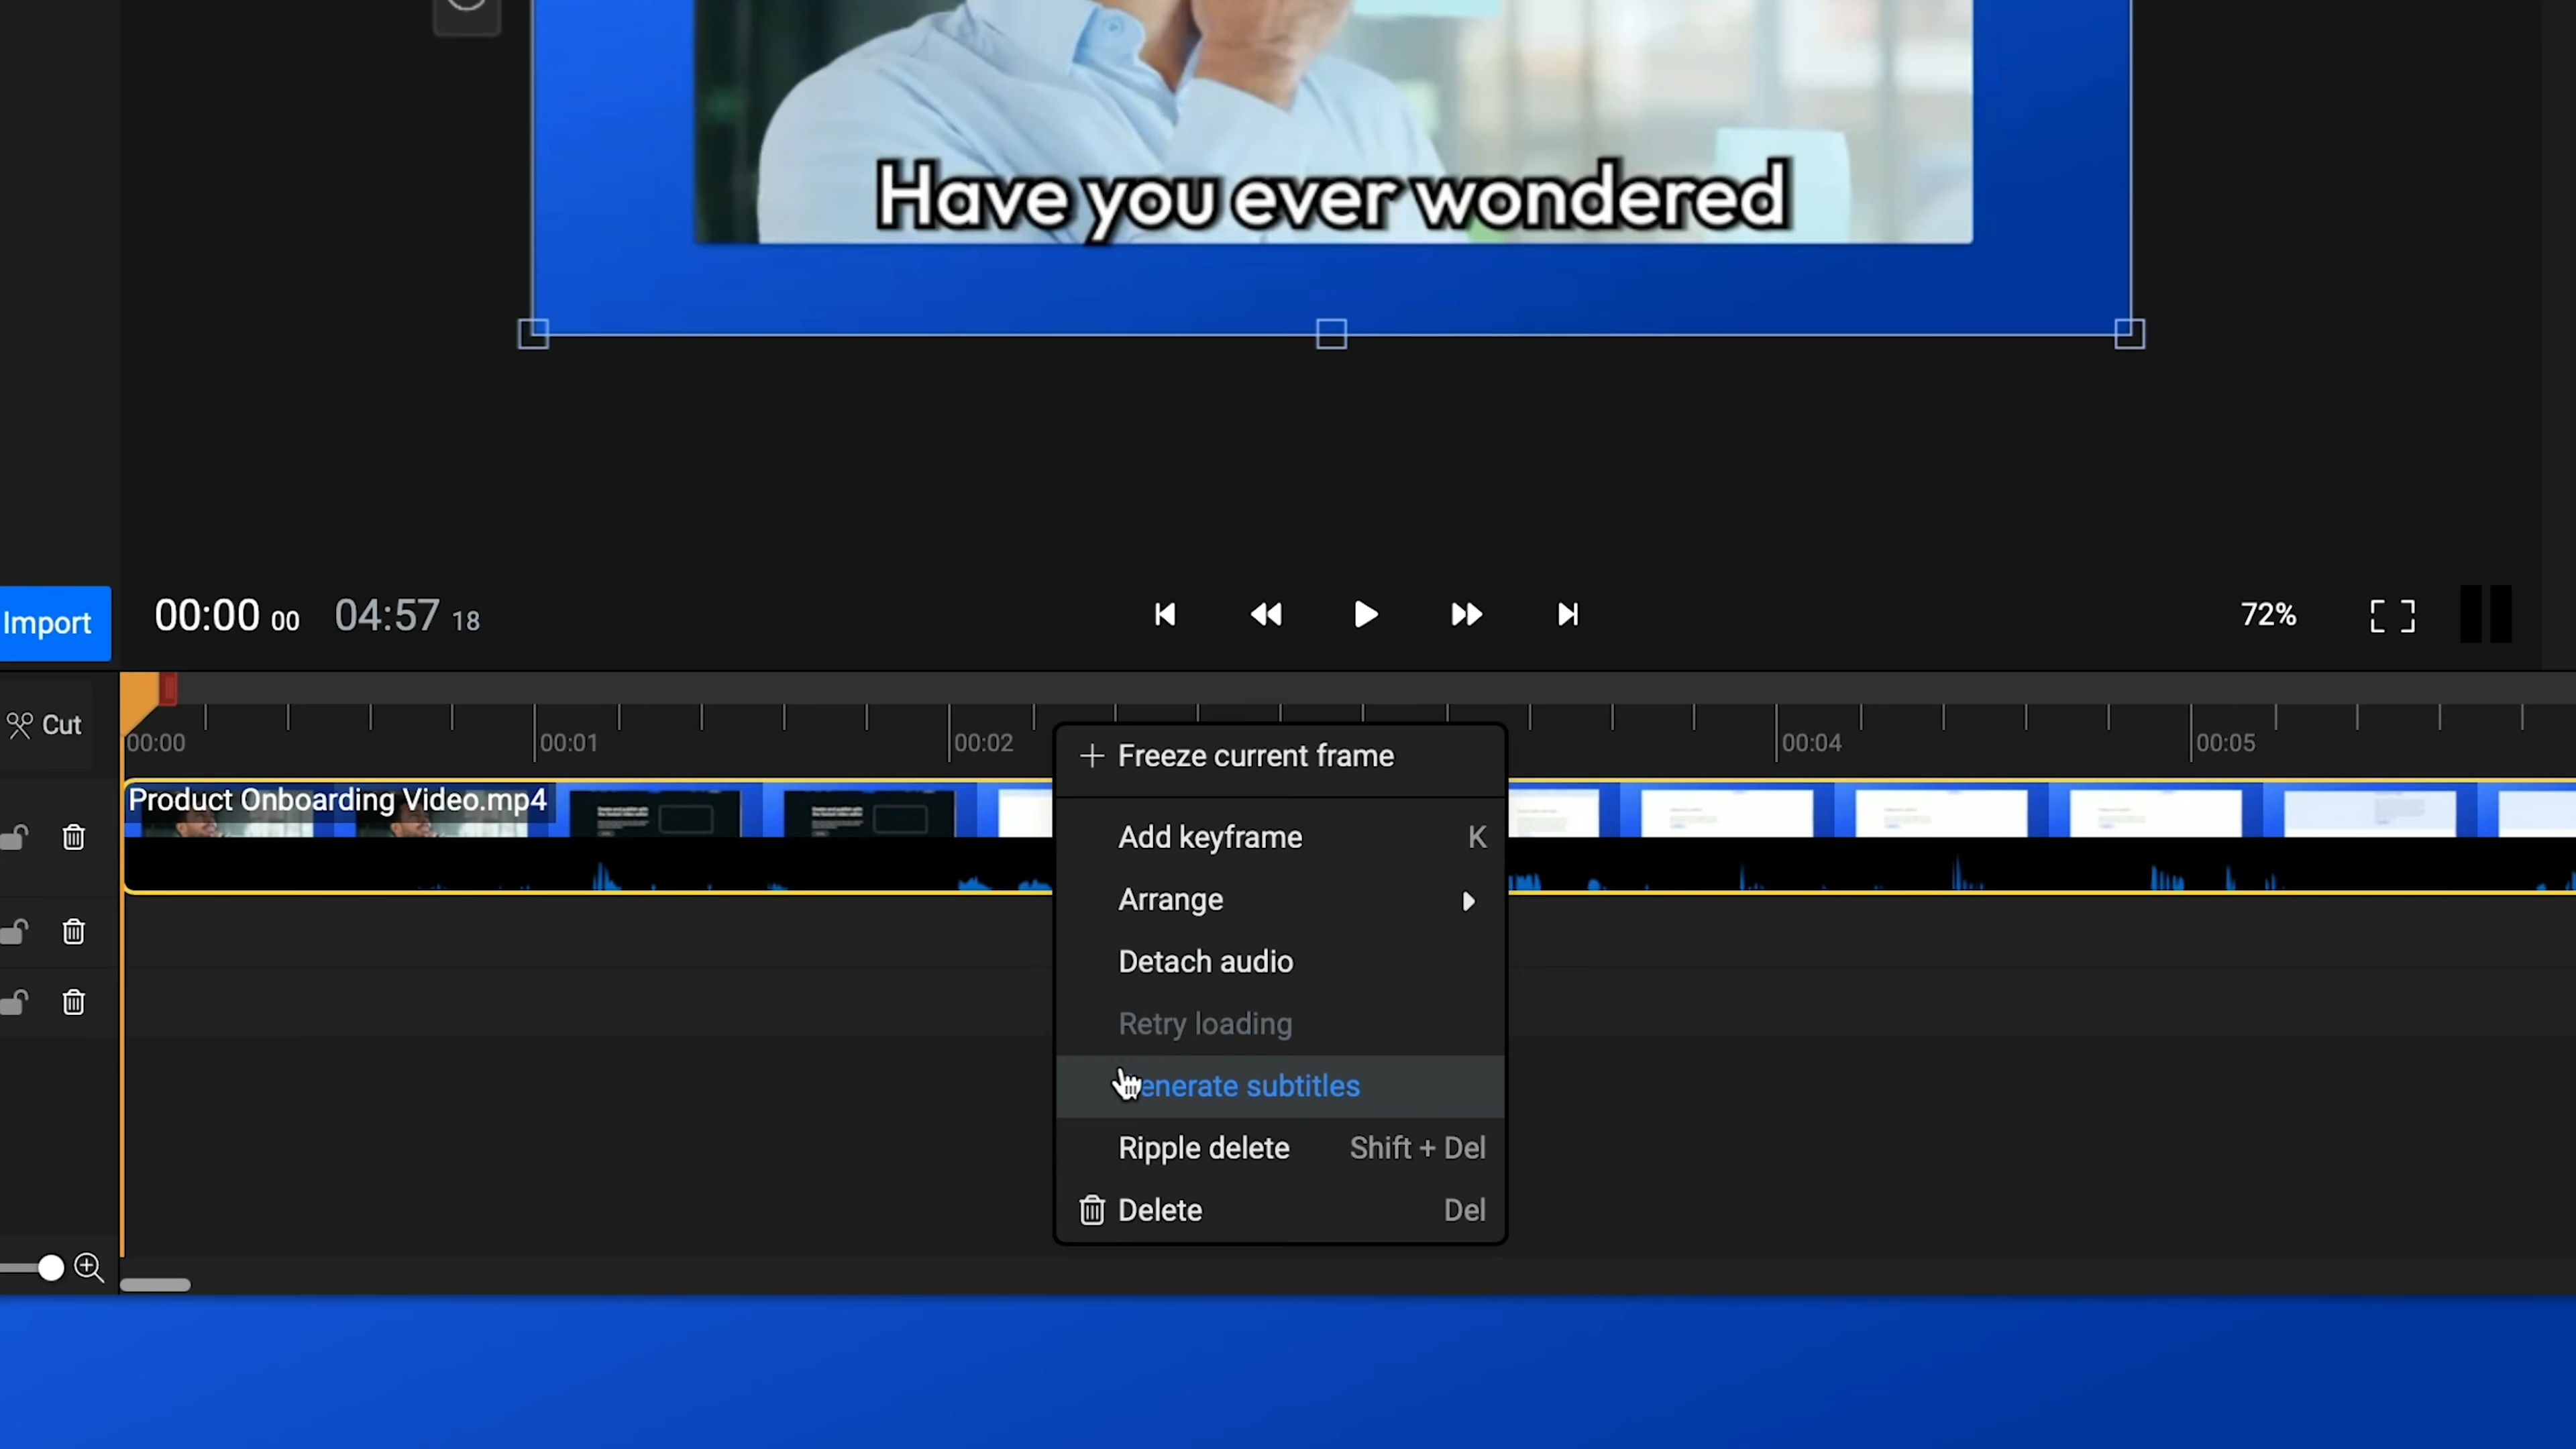 Have you ever wondered
Import
00:00 00
04:57 18
72%
Cut
00:00
00:01
00:02
00:04
00:05
Product Onboarding Video.mp4
Freeze current frame
Add keyframe K
Arrange
Detach audio
Retry loading
enerate subtitles
Ripple delete Shift + Del
Delete Del